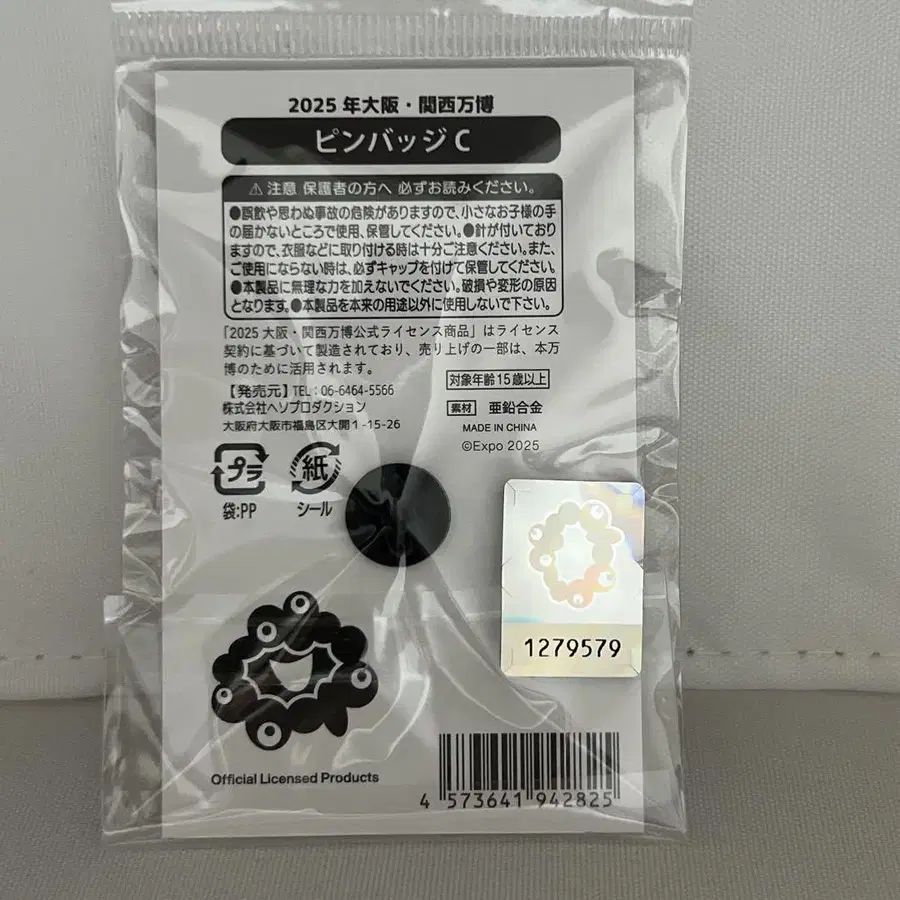 2025年大阪・関西万博
ピンバッジ C
⚠注意 保護者の方へ 必ずお読みください。
●誤飲や思わぬ事故の危険がありますので、小さなお子様の手
の届かないところで使用、保管してください。●針が付いており
ますので、衣服などに取り付ける時は十分ご注意ください。また、
ご使用にならない時は、必ずキャップを付けて保管してください。
●本製品に無理な力を加えないでください。破損や変形の原因
となります。●本製品を本来の用途以外に使用しないで下さい。
「2025 大阪・関西万博公式ライセンス商品」はライセンス
契約に基づいて製造されており、売り上げの一部は、本万
博のために活用されます。
【発売元】TEL：06-6464-5566
株式会社ヘソプロダクション
大阪府大阪市福島区大開1-15-26
対象年齢15歳以上
素材 亜鉛合金
MADE IN CHINA
©Expo 2025
プラ
袋:PP
紙
シール
1279579
Official Licensed Products
4 573641 942825